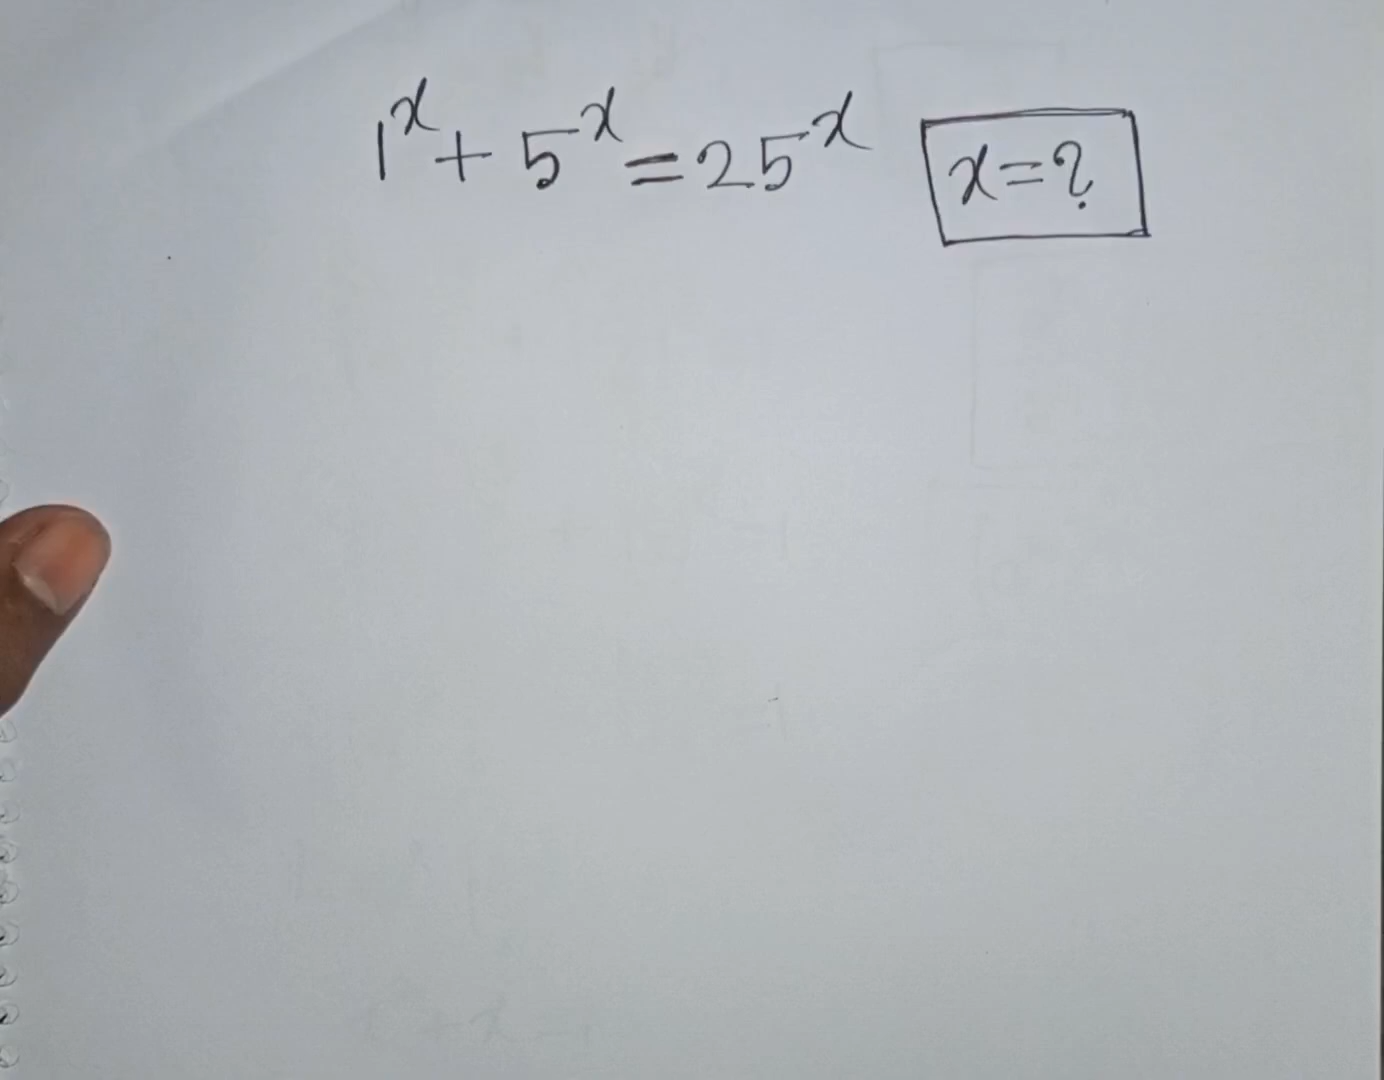 1^x + 5^x = 25^x x = ?